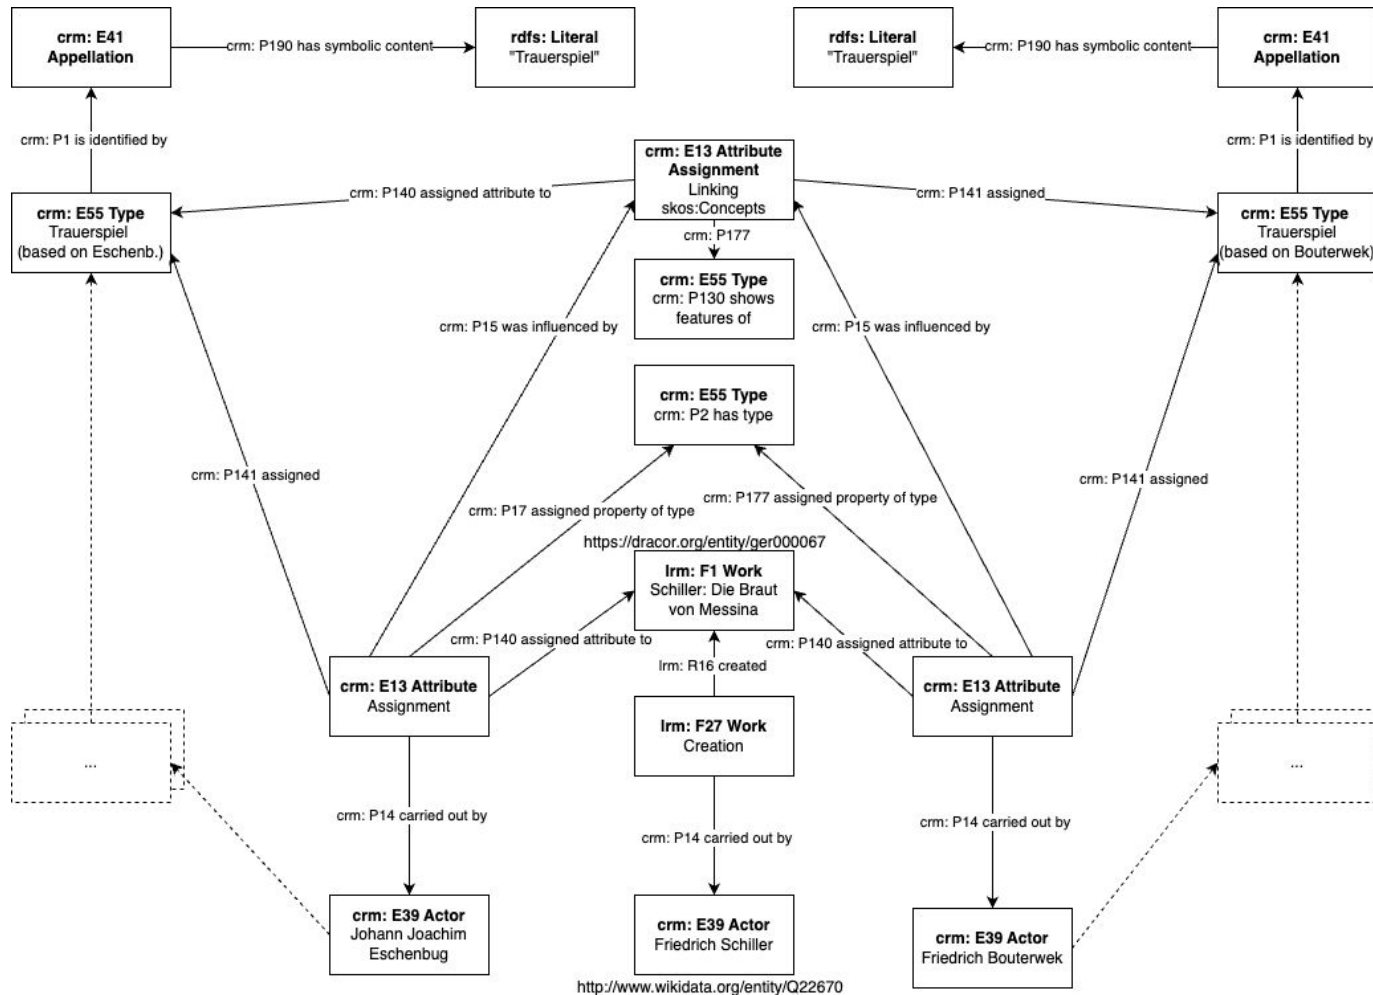 crm: E41
Appellation
crm: P190 has symbolic content
rdfs: Literal
"Trauerspiel"
rdfs: Literal
"Trauerspiel"
crm: P190 has symbolic content
crm: E41
Appellation
crm: P1 is identified by
crm: P1 is identified by
crm: E13 Attribute
Assignment
Linking
skos:Concepts
crm: P140 assigned attribute to
crm: P141 assigned
crm: E55 Type
Trauerspiel
(based on Eschenb.)
crm: E55 Type
Trauerspiel
(based on Bouterwek)
crm: P177
crm: E55 Type
crm: P130 shows
features of
crm: P15 was influenced by
crm: P15 was influenced by
crm: E55 Type
crm: P2 has type
crm: P141 assigned
crm: P141 assigned
crm: P17 assigned property of type
crm: P177 assigned property of type
https://dracor.org/entity/ger000067
lrm: F1 Work
Schiller: Die Braut
von Messina
crm: P140 assigned attribute to
crm: P140 assigned attribute to
lrm: R16 created
crm: E13 Attribute
Assignment
lrm: F27 Work
Creation
crm: E13 Attribute
Assignment
...
...
crm: P14 carried out by
crm: P14 carried out by
crm: P14 carried out by
crm: E39 Actor
Johann Joachim
Eschenbug
crm: E39 Actor
Friedrich Schiller
crm: E39 Actor
Friedrich Bouterwek
http://www.wikidata.org/entity/Q22670